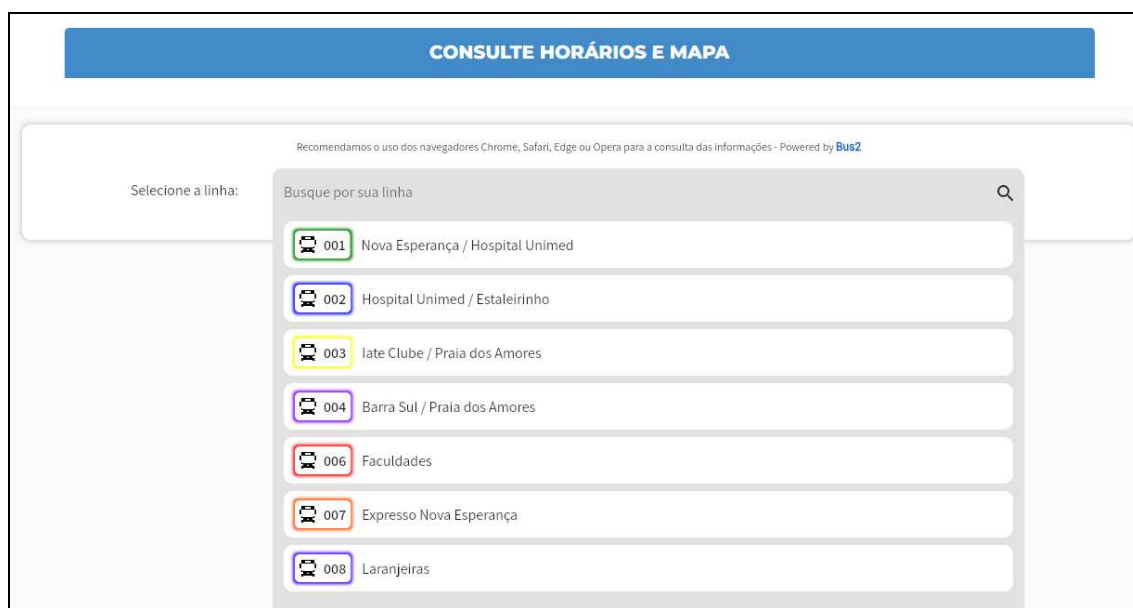 CONSULTE HORÁRIOS E MAPA
Recomendamos o uso dos navegadores Chrome, Safari, Edge ou Opera para a consulta das informações - Powered by Bus2
Selecione a linha:
Busque por sua linha
001 Nova Esperança / Hospital Unimed
002 Hospital Unimed / Estaleirinho
003 Iate Clube / Praia dos Amores
004 Barra Sul / Praia dos Amores
006 Faculdades
007 Expresso Nova Esperança
008 Laranjeiras